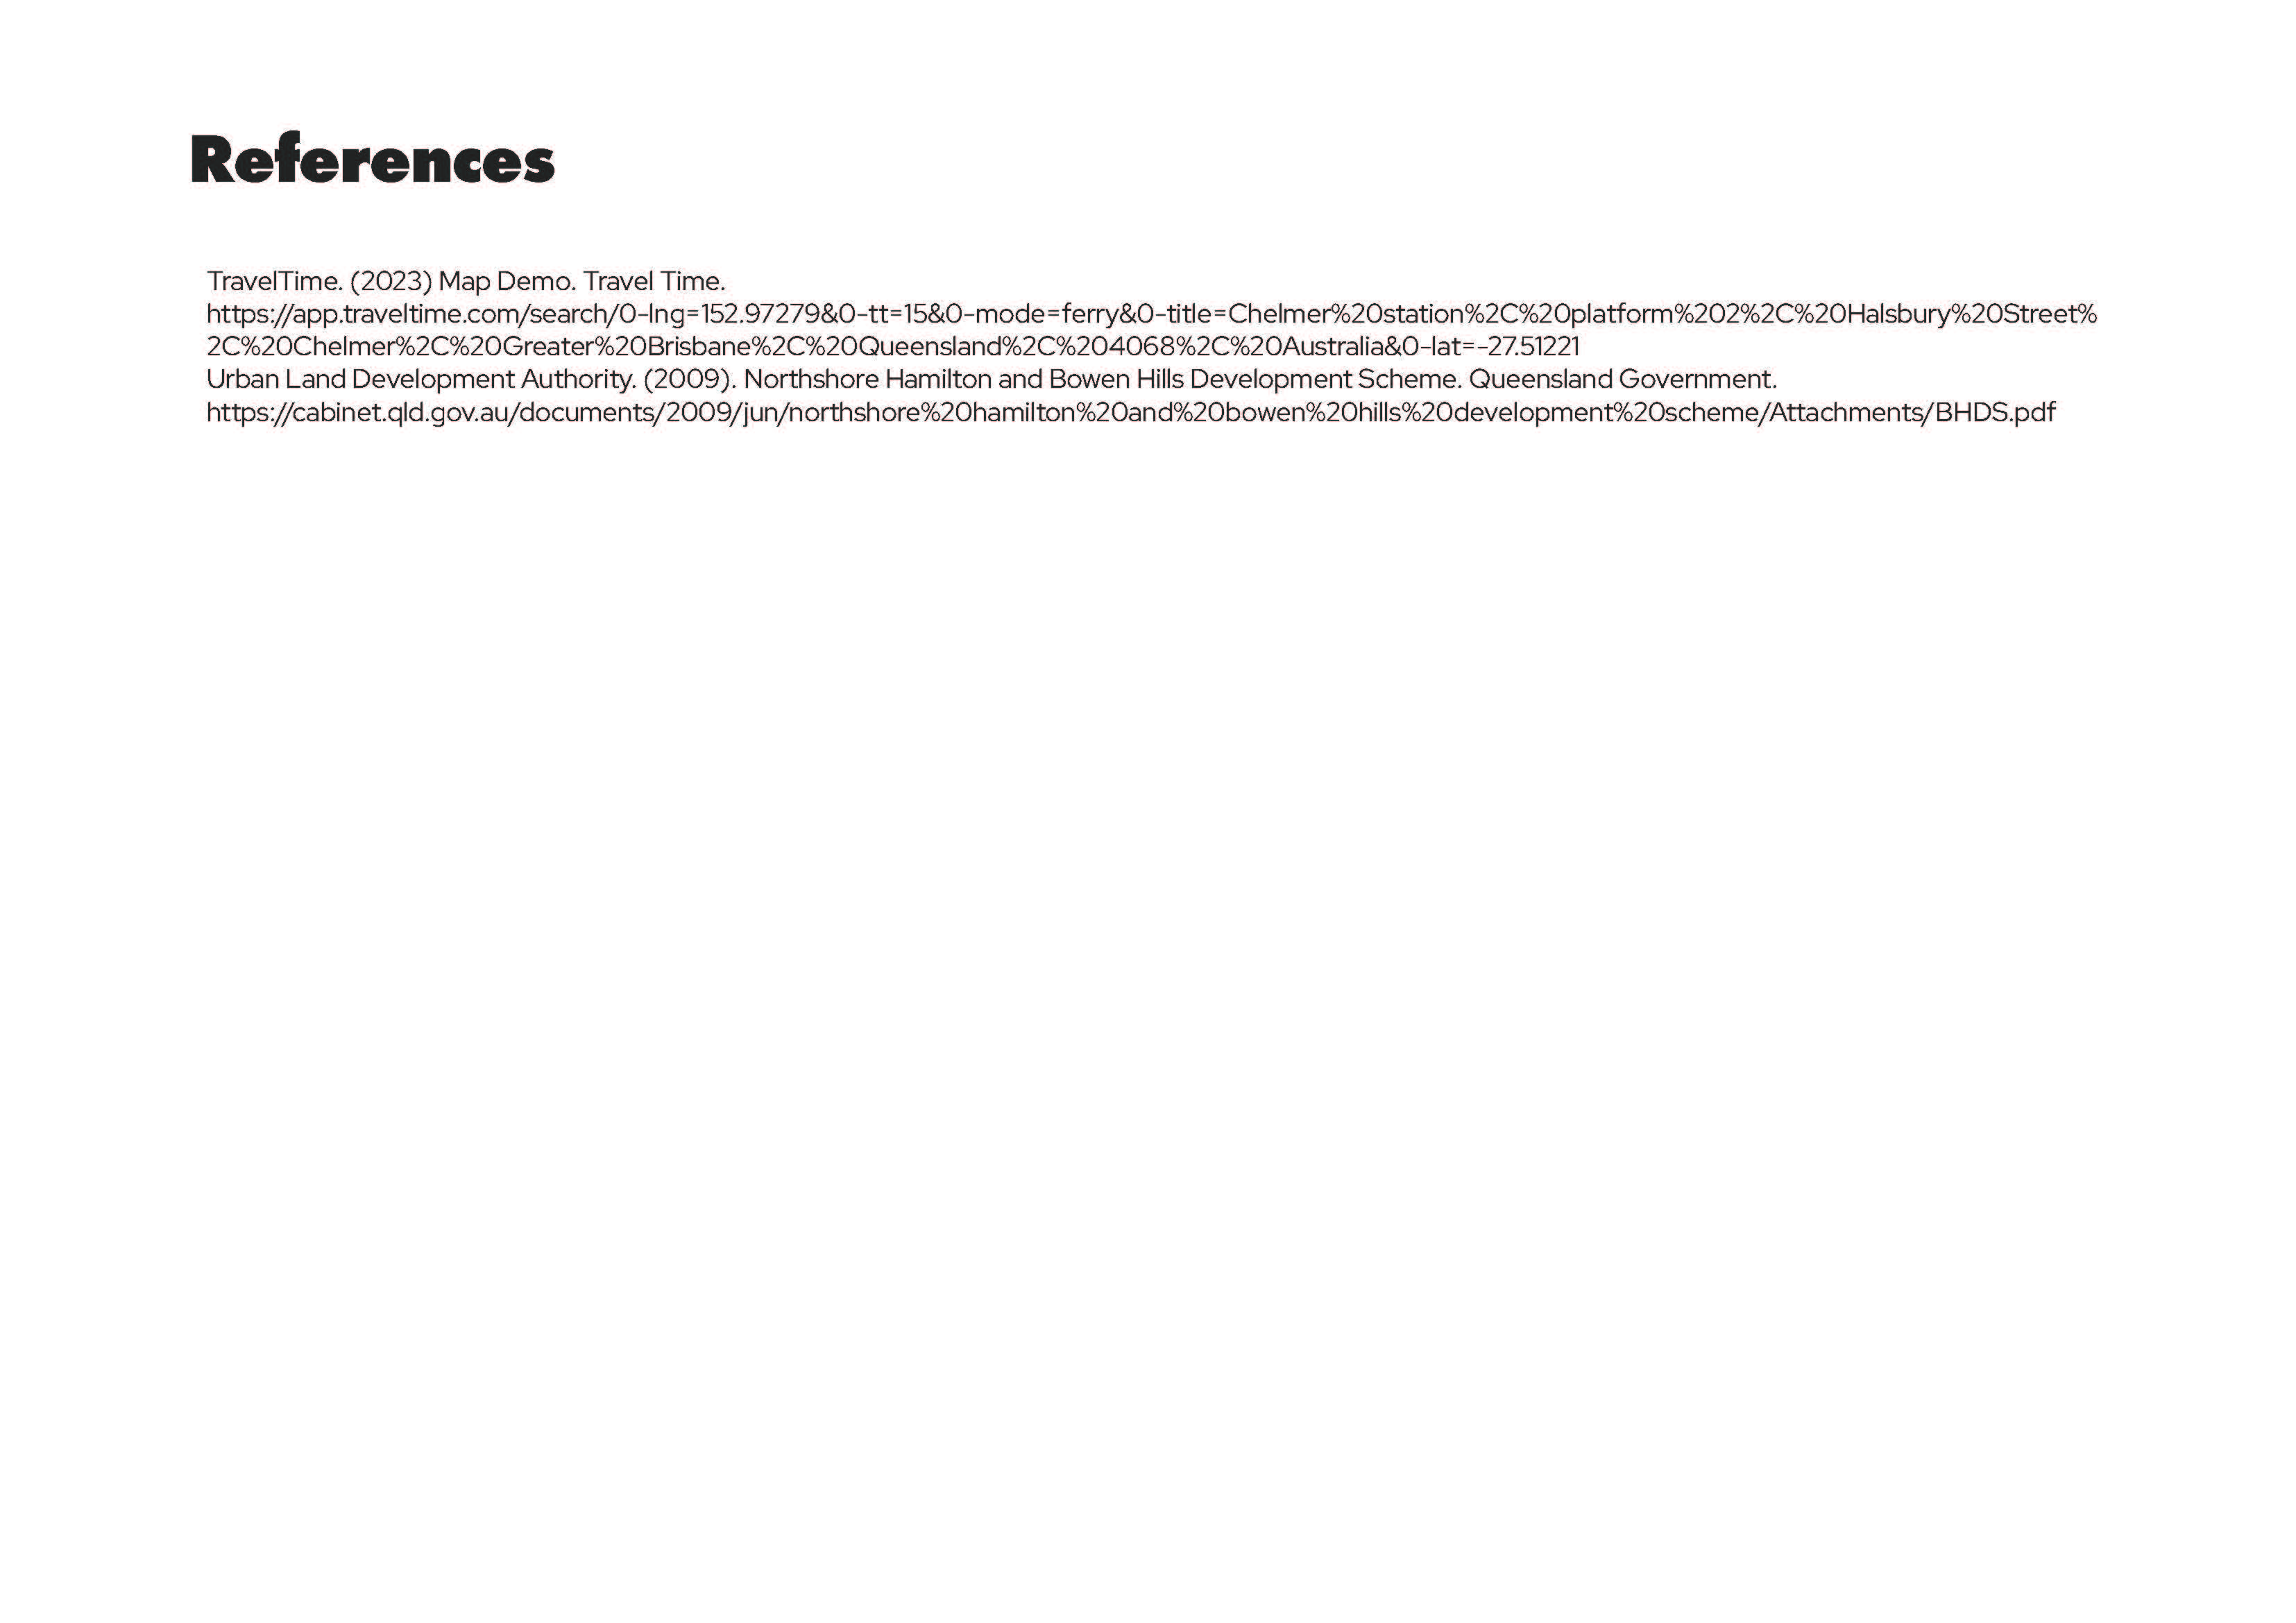 References
TravelTime. (2023) Map Demo. Travel Time.
https://app.traveltime.com/search/0-lng=152.97279&0-tt=15&0-mode=ferry&0-title=Chelmer%20station%2C%20platform%202%2C%20Halsbury%20Street%
2C%20Chelmer%2C%20Greater%20Brisbane%2C%20Queensland%2C%204068%2C%20Australia&0-lat=-27.51221
Urban Land Development Authority. (2009). Northshore Hamilton and Bowen Hills Development Scheme. Queensland Government.
https://cabinet.qld.gov.au/documents/2009/jun/northshore%20hamilton%20and%20bowen%20hills%20development%20scheme/Attachments/BHDS.pdf